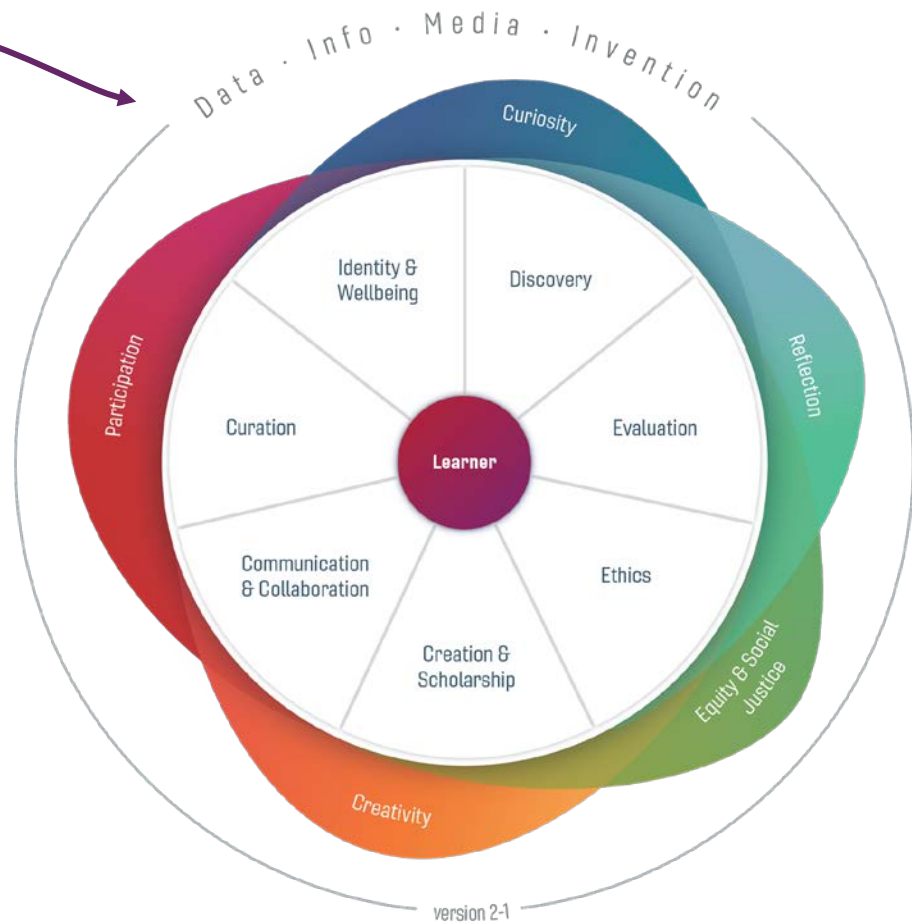 Data · Info · Media · Invention
Curiosity
Identity &
Wellbeing
Discovery
Reflection
Participation
Curation
Evaluation
Learner
Communication
& Collaboration
Ethics
Creation &
Scholarship
Equity & Social
Justice
Creativity
version 2-1